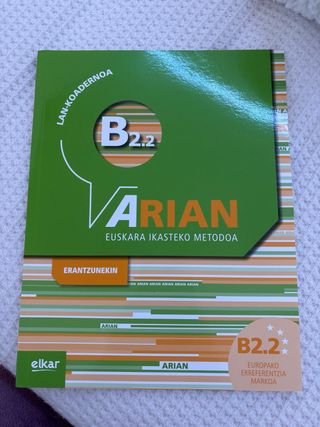 LAN-KOADERNOA
B2.2
ARIAN
EUSKARA IKASTEKO METODOA
ERANTZUNEKIN
ARIAN ARIAN ARIAN ARIAN ARIAN
ARIAN
ARIAN
elkar
B2.2
EUROPAKO
ERREFERENTZIA
MARKOA